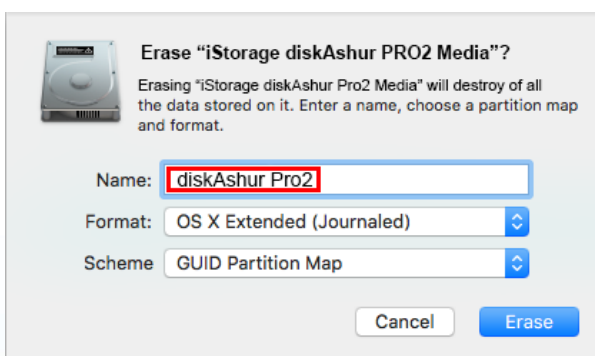 Erase “iStorage diskAshur PRO2 Media”?
Erasing “iStorage diskAshur Pro2 Media” will destroy of all
the data stored on it. Enter a name, choose a partition map
and format.
Name: diskAshur Pro2
Format: OS X Extended (Journaled)
Scheme GUID Partition Map
Cancel Erase